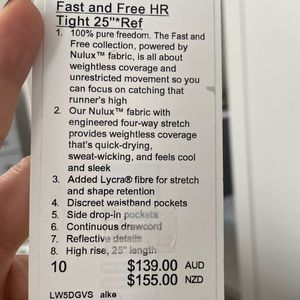 Fast and Free HR
Tight 25"*Ref
1. 100% pure freedom. The Fast and
Free collection, powered by
Nulux™ fabric, is all about
weightless coverage and
unrestricted movement so you
can focus on catching that
runner's high
2. Our Nulux™ fabric with
engineered four-way stretch
provides weightless coverage
that's quick-drying,
sweat-wicking, and feels cool
and sleek
3. Added Lycra® fibre for stretch
and shape retention
4. Discreet waistband pockets
5. Side drop-in pockets
6. Continuous drawcord
7. Reflective details
8. High rise, 25" length
10 $139.00 AUD
$155.00 NZD
LW5DGVS alke